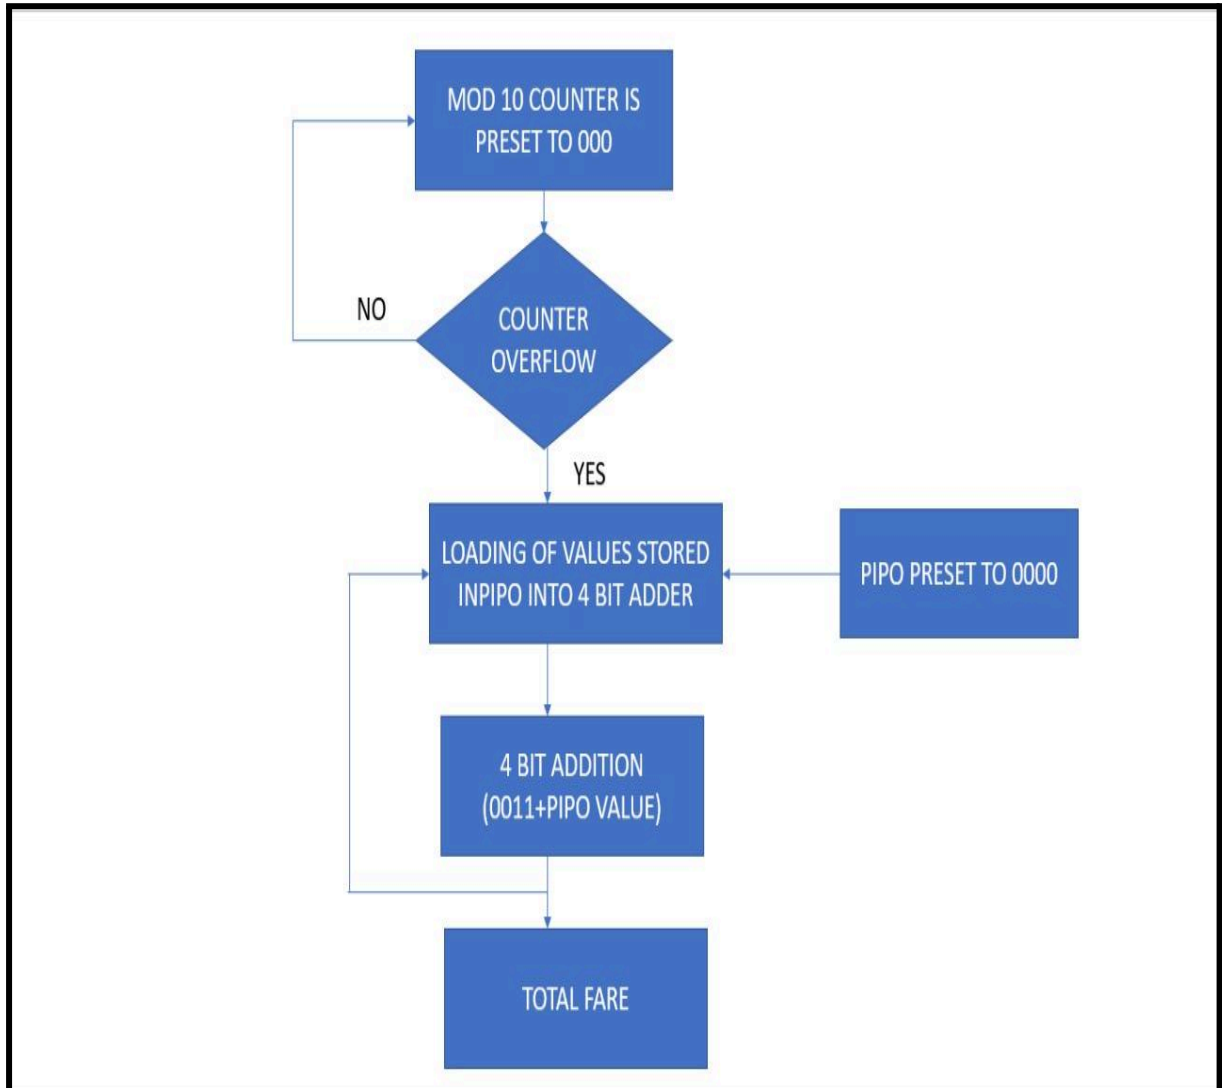 MOD 10 COUNTER IS
PRESET TO 000
NO
COUNTER
OVERFLOW
YES
LOADING OF VALUES STORED
INPIPO INTO 4 BIT ADDER
PIPO PRESET TO 0000
4 BIT ADDITION
(0011+PIPO VALUE)
TOTAL FARE